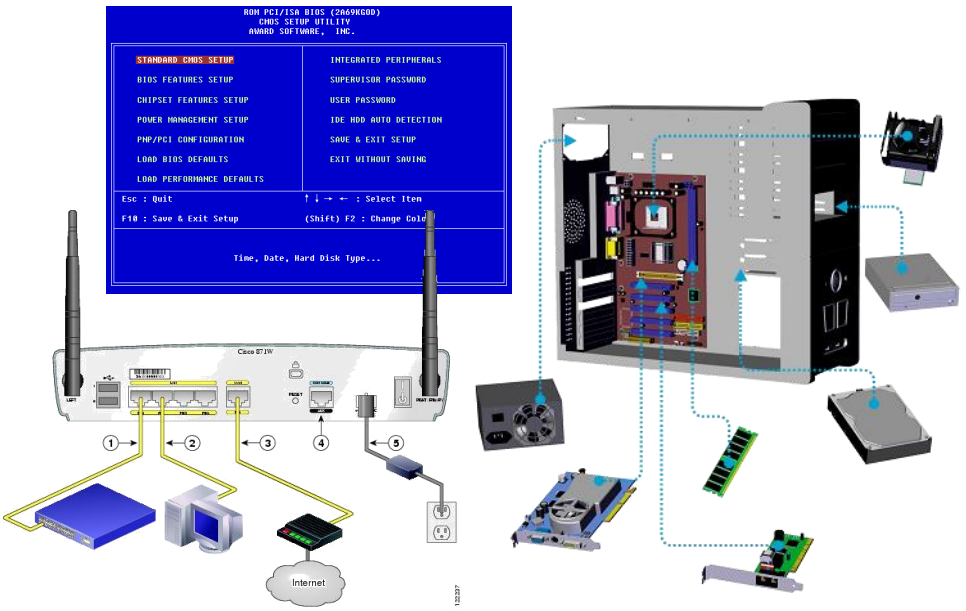 ROM PCI/ISA BIOS (2A69KG0D)
CMOS SETUP UTILITY
AWARD SOFTWARE, INC.
STANDARD CMOS SETUP
BIOS FEATURES SETUP
CHIPSET FEATURES SETUP
POWER MANAGEMENT SETUP
PNP/PCI CONFIGURATION
LOAD BIOS DEFAULTS
LOAD PERFORMANCE DEFAULTS
INTEGRATED PERIPHERALS
SUPERVISOR PASSWORD
USER PASSWORD
IDE HDD AUTO DETECTION
SAVE & EXIT SETUP
EXIT WITHOUT SAVING
Esc : Quit
↑ ↓ → ← : Select Item
F10 : Save & Exit Setup
(Shift) F2 : Change Colo
Time, Date, Hard Disk Type...
Cisco 871W
LEFT
RESET
1
2
3
4
5
Internet
122237